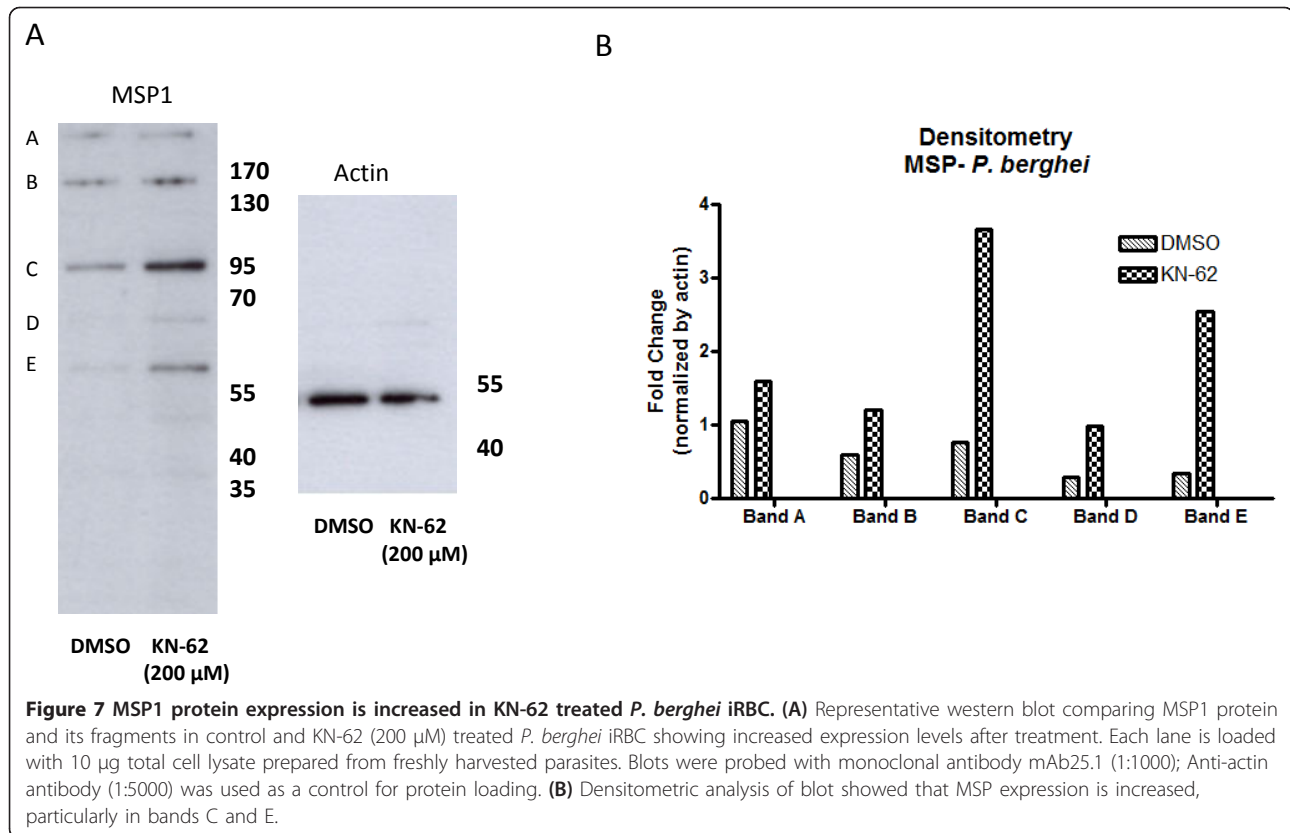 A
MSP1
A
B
C
D
E
170
130
95
70
55
40
35
DMSO KN-62
(200 µM)
Actin
55
40
DMSO KN-62
(200 µM)
B
Densitometry
MSP- P. berghei
Fold Change
(normalized by actin)
4
3
2
1
0
DMSO
KN-62
Band A Band B Band C Band D Band E
Figure 7 MSP1 protein expression is increased in KN-62 treated P. berghei iRBC. (A) Representative western blot comparing MSP1 protein
and its fragments in control and KN-62 (200 µM) treated P. berghei iRBC showing increased expression levels after treatment. Each lane is loaded
with 10 µg total cell lysate prepared from freshly harvested parasites. Blots were probed with monoclonal antibody mAb25.1 (1:1000); Anti-actin
antibody (1:5000) was used as a control for protein loading. (B) Densitometric analysis of blot showed that MSP expression is increased,
particularly in bands C and E.